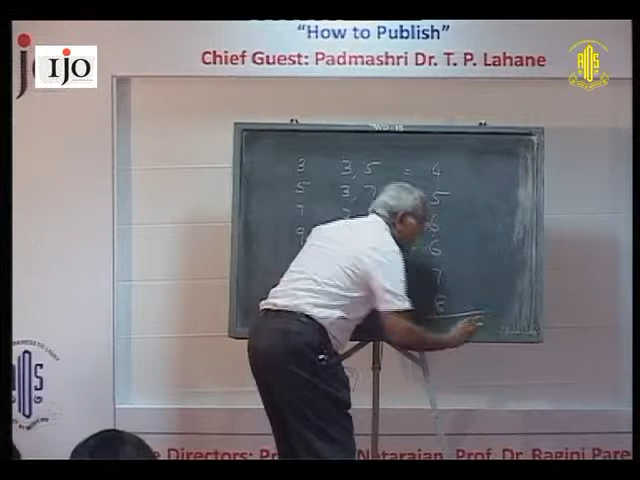 "How to Publish"
Chief Guest: Padmashri Dr. T. P. Lahane
IJO
AIOS
3 3, 5 = 4
5 3, 7 5
7 6
9 6
7
8
Directors: Natarajan, Prof. Dr. Ragini Pare